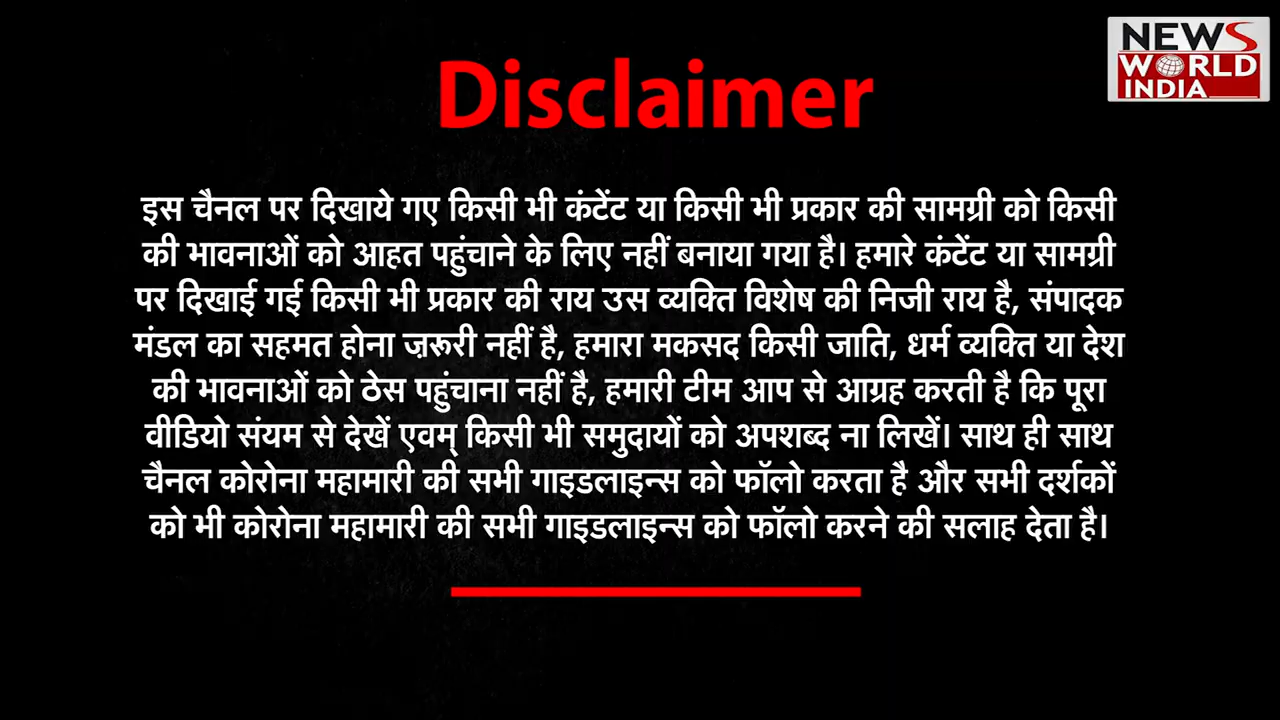 NEWS
WORLD
INDIA
Disclaimer
इस चैनल पर दिखाये गए किसी भी कंटेंट या किसी भी प्रकार की सामग्री को किसी
की भावनाओं को आहत पहुंचाने के लिए नहीं बनाया गया है। हमारे कंटेंट या सामग्री
पर दिखाई गई किसी भी प्रकार की राय उस व्यक्ति विशेष की निजी राय है, संपादक
मंडल का सहमत होना ज़रूरी नहीं है, हमारा मकसद किसी जाति, धर्म व्यक्ति या देश
की भावनाओं को ठेस पहुंचाना नहीं है, हमारी टीम आप से आग्रह करती है कि पूरा
वीडियो संयम से देखें एवम् किसी भी समुदायों को अपशब्द ना लिखें। साथ ही साथ
चैनल कोरोना महामारी की सभी गाइडलाइन्स को फॉलो करता है और सभी दर्शकों
को भी कोरोना महामारी की सभी गाइडलाइन्स को फॉलो करने की सलाह देता है।